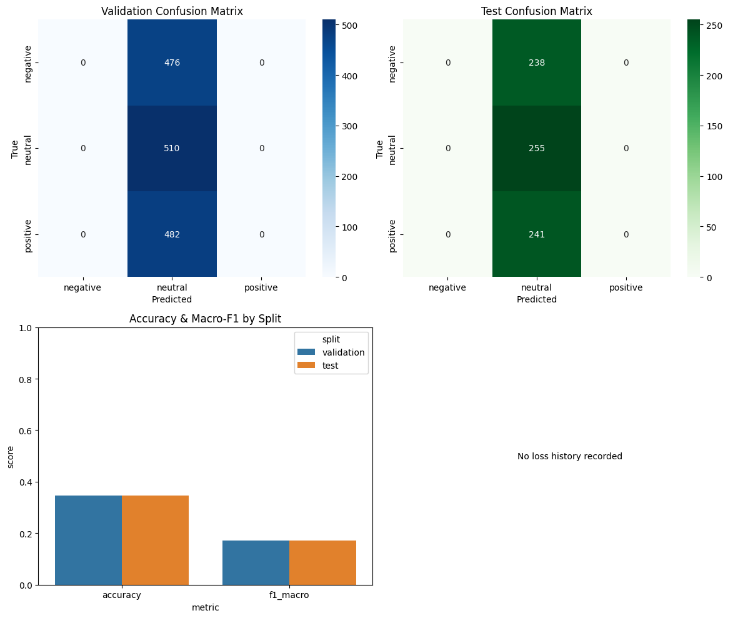 Validation Confusion Matrix
negative
0
476
0
neutral
0
510
0
positive
0
482
0
True
negative
neutral
positive
Predicted
500
400
300
200
100
0
Test Confusion Matrix
negative
0
238
0
neutral
0
255
0
positive
0
241
0
True
negative
neutral
positive
Predicted
250
200
150
100
50
0
Accuracy & Macro-F1 by Split
1.0
0.8
0.6
0.4
0.2
0.0
score
split
validation
test
accuracy
f1_macro
metric
No loss history recorded